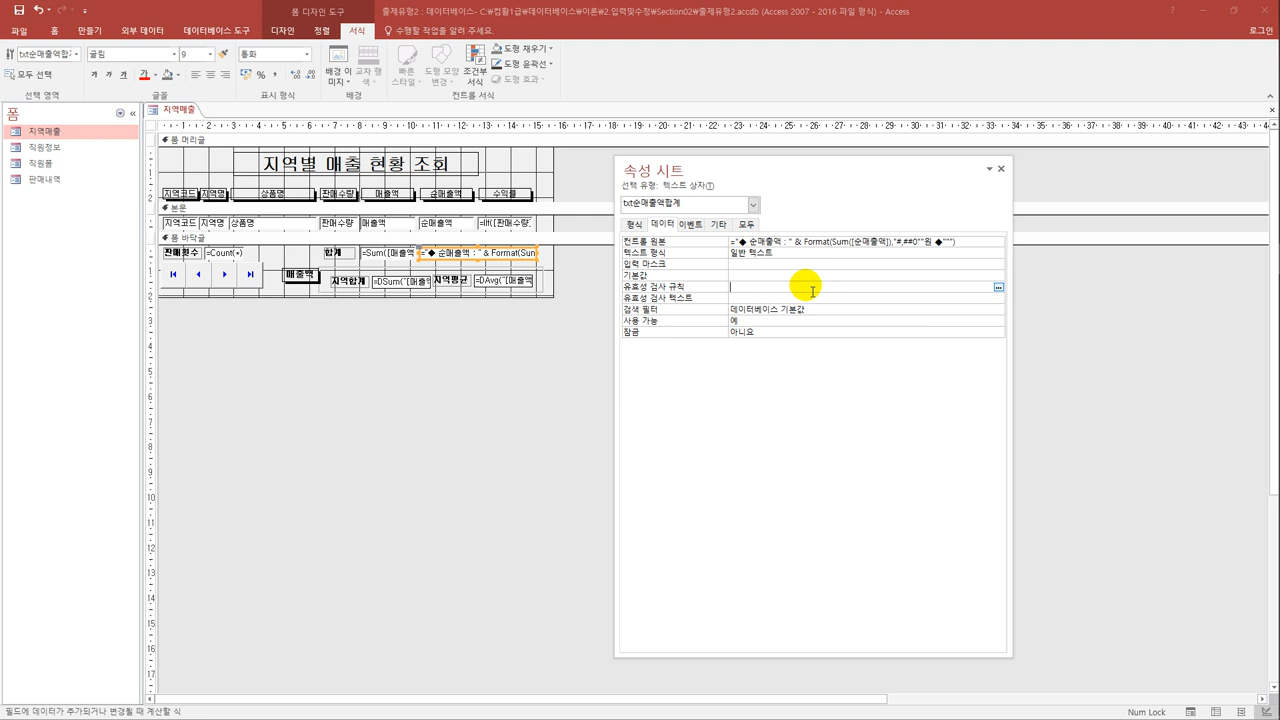 폼 디자인 도구
출제유형2 : 데이터베이스- C:₩컴활1급₩데이터베이스₩이론₩2.입력및수정₩Section02₩출제유형2.accdb (Access 2007 - 2016 파일 형식) - Access
파일 홈 만들기 외부 데이터 데이터베이스 도구 디자인 정렬 서식 수행할 작업을 알려 주세요. 로그인
txt순매출액합: 굴림 9 통화
모두 선택 가 가 가 가
배경 이미지 교차 행 색 빠른 스타일 도형 모양 변경 조건부 서식
도형 채우기
도형 윤곽선
도형 효과
선택 영역 글꼴 표시 형식 배경 컨트롤 서식
폼
지역매출
직원정보
직원폼
판매내역
지역매출
폼 머리글
지역별 매출 현황 조회
지역코드 지역명 상품명 판매수량 매출액 순매출액 수익률
본문
지역코드 지역명 상품명 판매수량 매출액 순매출액 =IIf([판매수량
폼 바닥글
판매횟수 =Count(*) 합계 =Sum([매출액 ="◆ 순매출액 : " & Format(Sun
매출액 지역합계 =DSum("[매출 지역평균 =DAvg("[매출액
속성 시트
선택 유형: 텍스트 상자(I)
txt순매출액합계
형식 데이터 이벤트 기타 모두
컨트롤 원본 ="◆ 순매출액 : " & Format(Sum([순매출액]),"#,##0""원 ◆""")
텍스트 형식 일반 텍스트
입력 마스크
기본값
유효성 검사 규칙
유효성 검사 텍스트
검색 필터 데이터베이스 기본값
사용 가능 예
잠금 아니요
필드에 데이터가 추가되거나 변경될 때 계산할 식
Num Lock